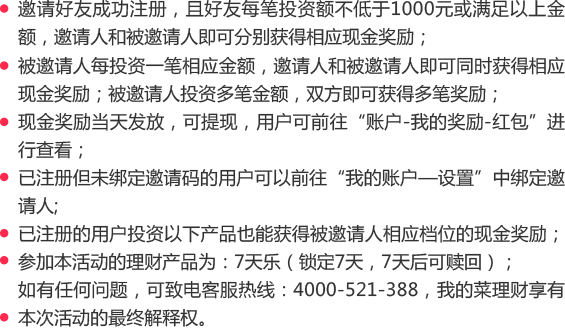 邀请好友成功注册，且好友每笔投资额不低于1000元或满足以上金
额，邀请人和被邀请人即可分别获得相应现金奖励；
被邀请人每投资一笔相应金额，邀请人和被邀请人即可同时获得相应
现金奖励；被邀请人投资多笔金额，双方即可获得多笔奖励；
现金奖励当天发放，可提现，用户可前往“账户-我的奖励-红包”进
行查看；
已注册但未绑定邀请码的用户可以前往“我的账户—设置”中绑定邀
请人;
已注册的用户投资以下产品也能获得被邀请人相应档位的现金奖励；
参加本活动的理财产品为：7天乐（锁定7天，7天后可赎回）；
如有任何问题，可致电客服热线：4000-521-388，我的菜理财享有
本次活动的最终解释权。